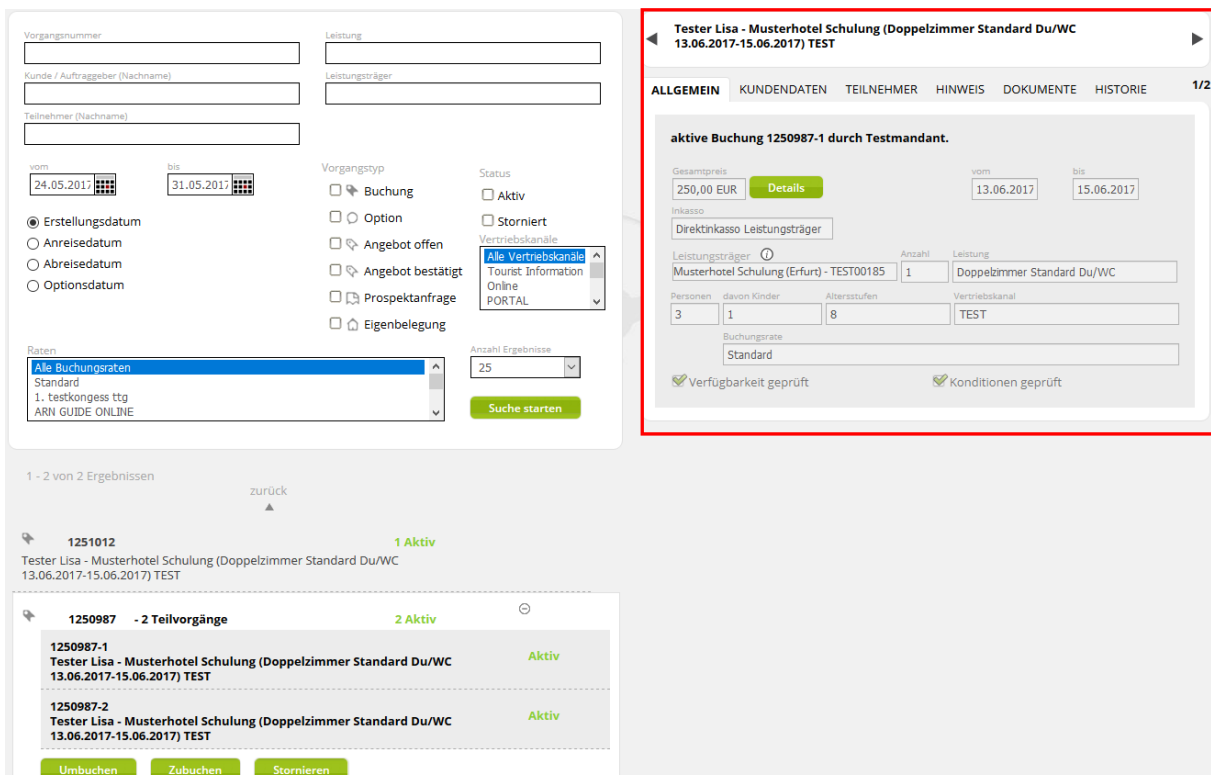 Vorgangsnummer
Leistung
Kunde / Auftraggeber (Nachname)
Leistungsträger
Teilnehmer (Nachname)
vom
bis
24.05.2017
31.05.2017
Erstellungsdatum
Anreisedatum
Abreisedatum
Optionsdatum
Vorgangstyp
Buchung
Option
Angebot offen
Angebot bestätigt
Prospektanfrage
Eigenbelegung
Status
Aktiv
Storniert
Vertriebskanäle
Alle Vertriebskanäle
Tourist Information
Online
PORTAL
Raten
Alle Buchungsraten
Standard
1. testkongess ttg
ARN GUIDE ONLINE
Anzahl Ergebnisse
25
Suche starten
1 - 2 von 2 Ergebnissen
zurück
1251012
1 Aktiv
Tester Lisa - Musterhotel Schulung (Doppelzimmer Standard Du/WC
13.06.2017-15.06.2017) TEST
1250987 - 2 Teilvorgänge
2 Aktiv
1250987-1
Tester Lisa - Musterhotel Schulung (Doppelzimmer Standard Du/WC
13.06.2017-15.06.2017) TEST
Aktiv
1250987-2
Tester Lisa - Musterhotel Schulung (Doppelzimmer Standard Du/WC
13.06.2017-15.06.2017) TEST
Aktiv
Umbuchen
Zubuchen
Stornieren
Tester Lisa - Musterhotel Schulung (Doppelzimmer Standard Du/WC
13.06.2017-15.06.2017) TEST
ALLGEMEIN KUNDENDATEN TEILNEHMER HINWEIS DOKUMENTE HISTORIE 1/2
aktive Buchung 1250987-1 durch Testmandant.
Gesamtpreis
250,00 EUR
Details
vom
bis
13.06.2017
15.06.2017
Inkasso
Direktinkasso Leistungsträger
Leistungsträger
Anzahl
Leistung
Musterhotel Schulung (Erfurt) - TEST00185
1
Doppelzimmer Standard Du/WC
Personen
davon Kinder
Altersstufen
Vertriebskanal
3
1
8
TEST
Buchungsrate
Standard
Verfügbarkeit geprüft
Konditionen geprüft